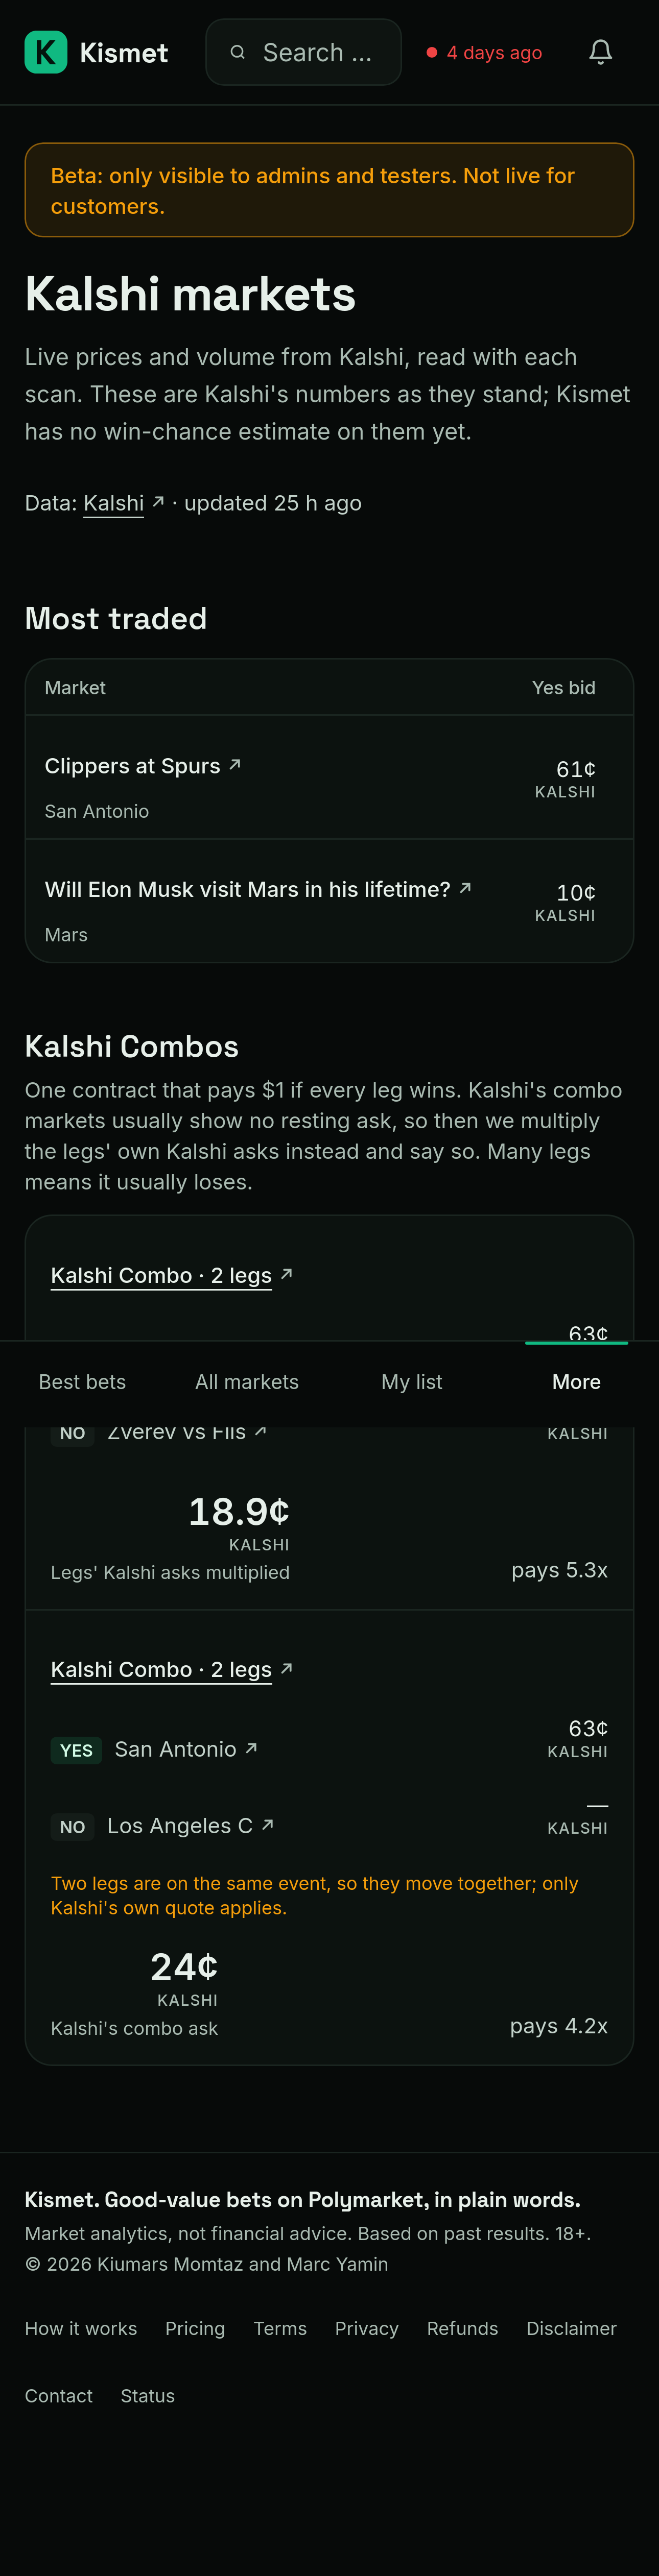 K Kismet
Search ...
4 days ago
Beta: only visible to admins and testers. Not live for
customers.
Kalshi markets
Live prices and volume from Kalshi, read with each
scan. These are Kalshi's numbers as they stand; Kismet
has no win-chance estimate on them yet.
Data: Kalshi ↗ · updated 25 h ago
Most traded
Market Yes bid
Clippers at Spurs ↗ 61¢
KALSHI
San Antonio
Will Elon Musk visit Mars in his lifetime? ↗ 10¢
KALSHI
Mars
Kalshi Combos
One contract that pays $1 if every leg wins. Kalshi's combo
markets usually show no resting ask, so then we multiply
the legs' own Kalshi asks instead and say so. Many legs
means it usually loses.
Kalshi Combo · 2 legs ↗
63¢
Best bets All markets My list More
NO Zverev vs Fils ↗ KALSHI
18.9¢
KALSHI
Legs' Kalshi asks multiplied pays 5.3x
Kalshi Combo · 2 legs ↗
YES San Antonio ↗ 63¢
KALSHI
NO Los Angeles C ↗ —
KALSHI
Two legs are on the same event, so they move together; only
Kalshi's own quote applies.
24¢
KALSHI
Kalshi's combo ask pays 4.2x
Kismet. Good-value bets on Polymarket, in plain words.
Market analytics, not financial advice. Based on past results. 18+.
© 2026 Kiumars Momtaz and Marc Yamin
How it works Pricing Terms Privacy Refunds Disclaimer
Contact Status